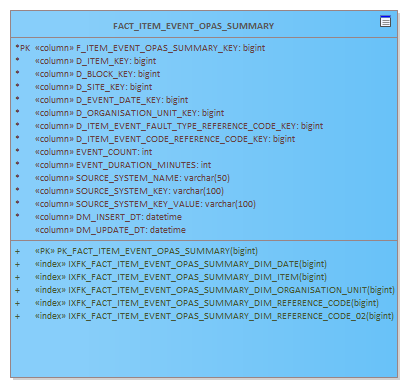 FACT_ITEM_EVENT_OPAS_SUMMARY
*PK «column» F_ITEM_EVENT_OPAS_SUMMARY_KEY: bigint
* «column» D_ITEM_KEY: bigint
* «column» D_BLOCK_KEY: bigint
* «column» D_SITE_KEY: bigint
* «column» D_EVENT_DATE_KEY: bigint
* «column» D_ORGANISATION_UNIT_KEY: bigint
* «column» D_ITEM_EVENT_FAULT_TYPE_REFERENCE_CODE_KEY: bigint
* «column» D_ITEM_EVENT_CODE_REFERENCE_CODE_KEY: bigint
* «column» EVENT_COUNT: int
* «column» EVENT_DURATION_MINUTES: int
* «column» SOURCE_SYSTEM_NAME: varchar(50)
* «column» SOURCE_SYSTEM_KEY: varchar(100)
* «column» SOURCE_SYSTEM_KEY_VALUE: varchar(100)
* «column» DM_INSERT_DT: datetime
«column» DM_UPDATE_DT: datetime
+ «PK» PK_FACT_ITEM_EVENT_OPAS_SUMMARY(bigint)
+ «index» IXFK_FACT_ITEM_EVENT_OPAS_SUMMARY_DIM_DATE(bigint)
+ «index» IXFK_FACT_ITEM_EVENT_OPAS_SUMMARY_DIM_ITEM(bigint)
+ «index» IXFK_FACT_ITEM_EVENT_OPAS_SUMMARY_DIM_ORGANISATION_UNIT(bigint)
+ «index» IXFK_FACT_ITEM_EVENT_OPAS_SUMMARY_DIM_REFERENCE_CODE(bigint)
+ «index» IXFK_FACT_ITEM_EVENT_OPAS_SUMMARY_DIM_REFERENCE_CODE_02(bigint)